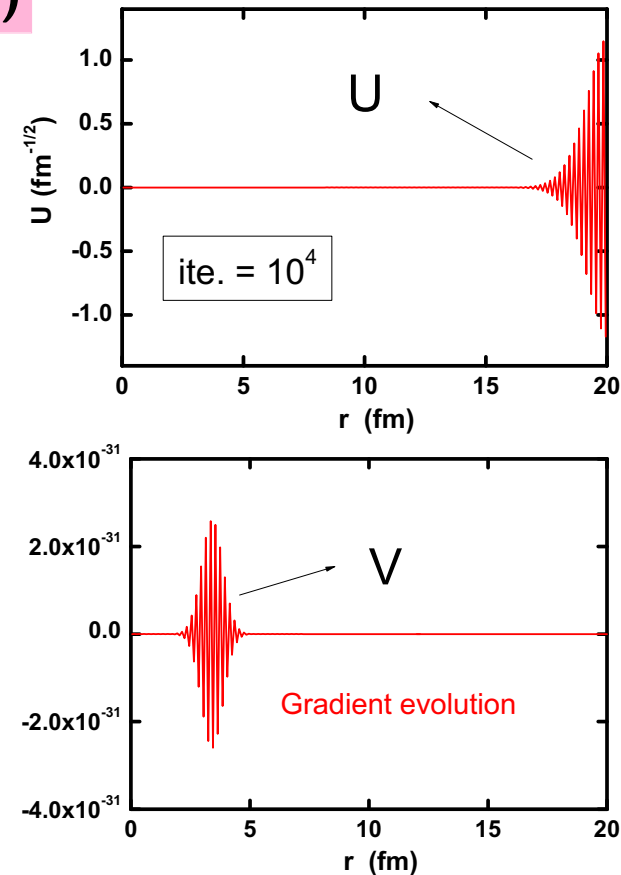 )
1.0
0.5
0.0
-0.5
-1.0
U (fm⁻¹/²)
U
ite. = 10⁴
0 5 10 15 20
r (fm)
4.0x10⁻³¹
2.0x10⁻³¹
0.0
-2.0x10⁻³¹
-4.0x10⁻³¹
V
Gradient evolution
0 5 10 15 20
r (fm)